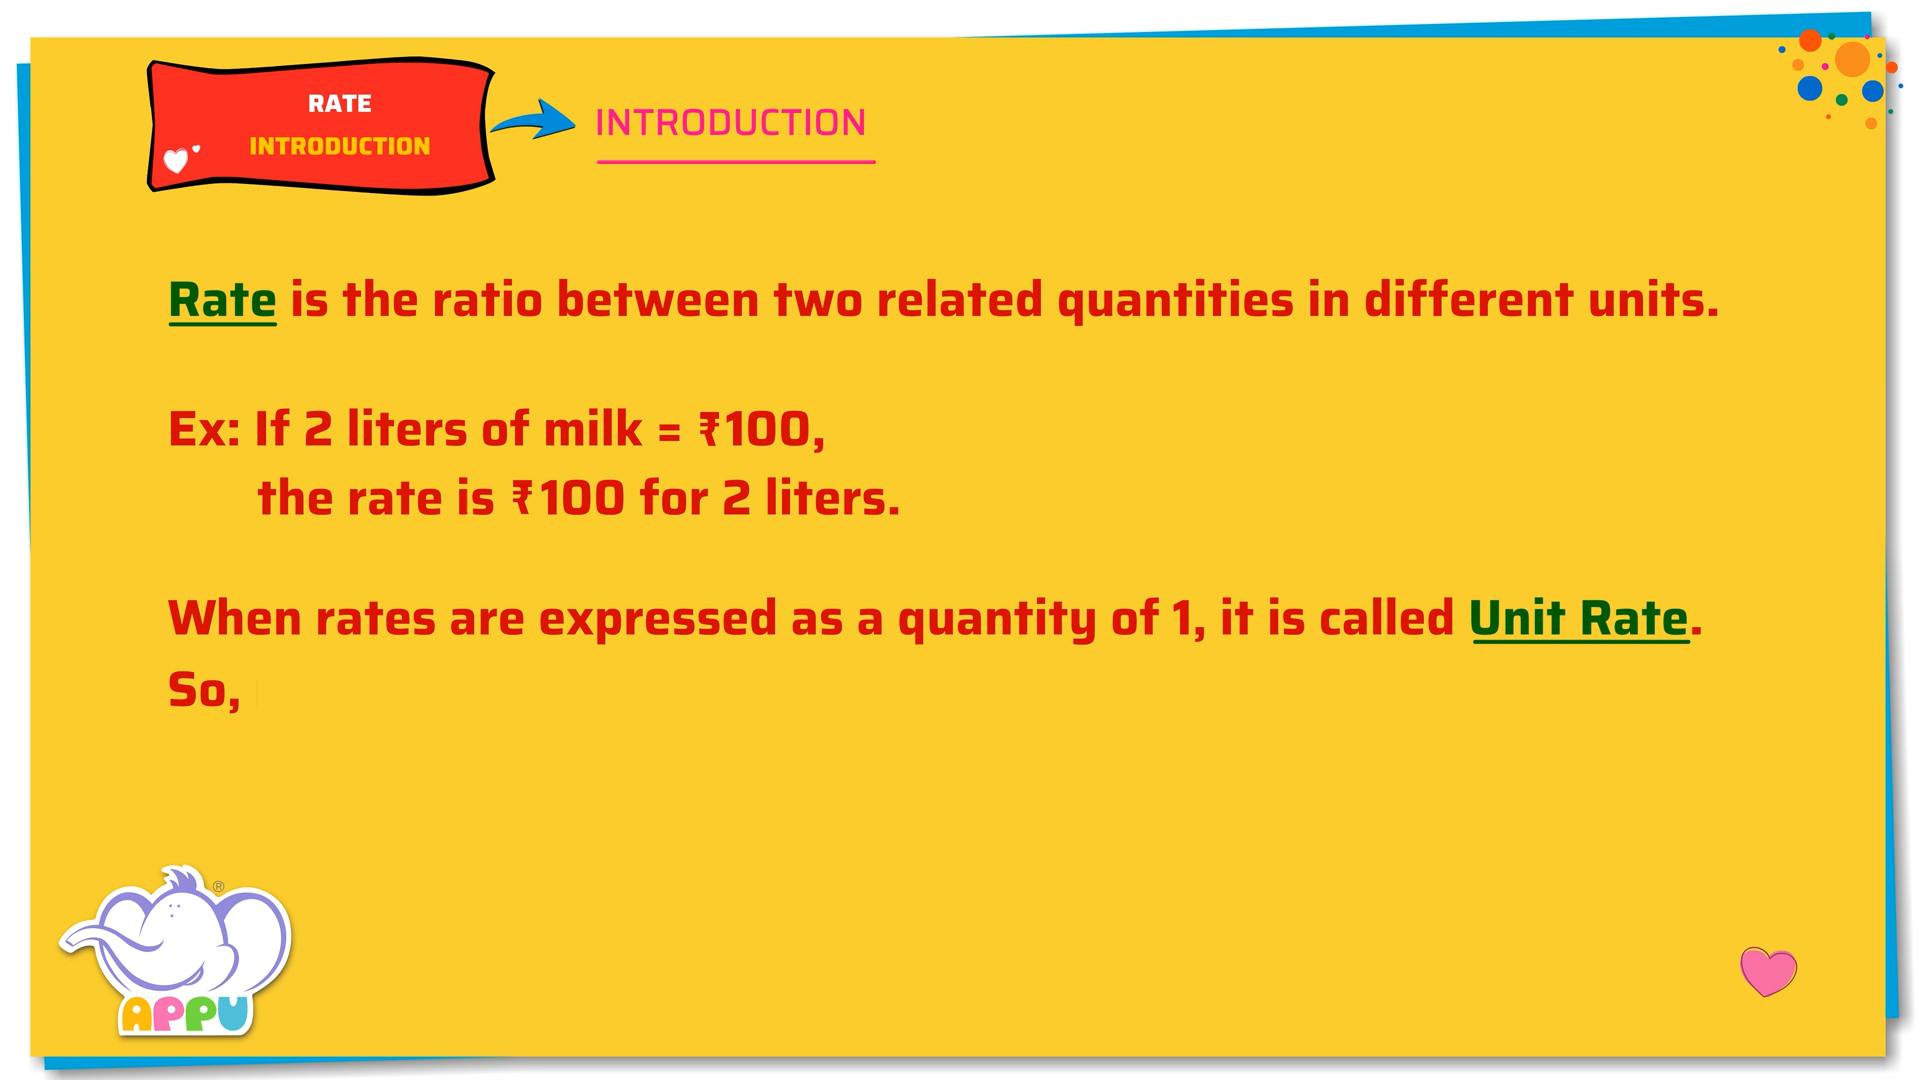 RATE
INTRODUCTION
INTRODUCTION
Rate is the ratio between two related quantities in different units.
Ex: If 2 liters of milk = ₹100,
the rate is ₹100 for 2 liters.
When rates are expressed as a quantity of 1, it is called Unit Rate.
So,
®
APPU